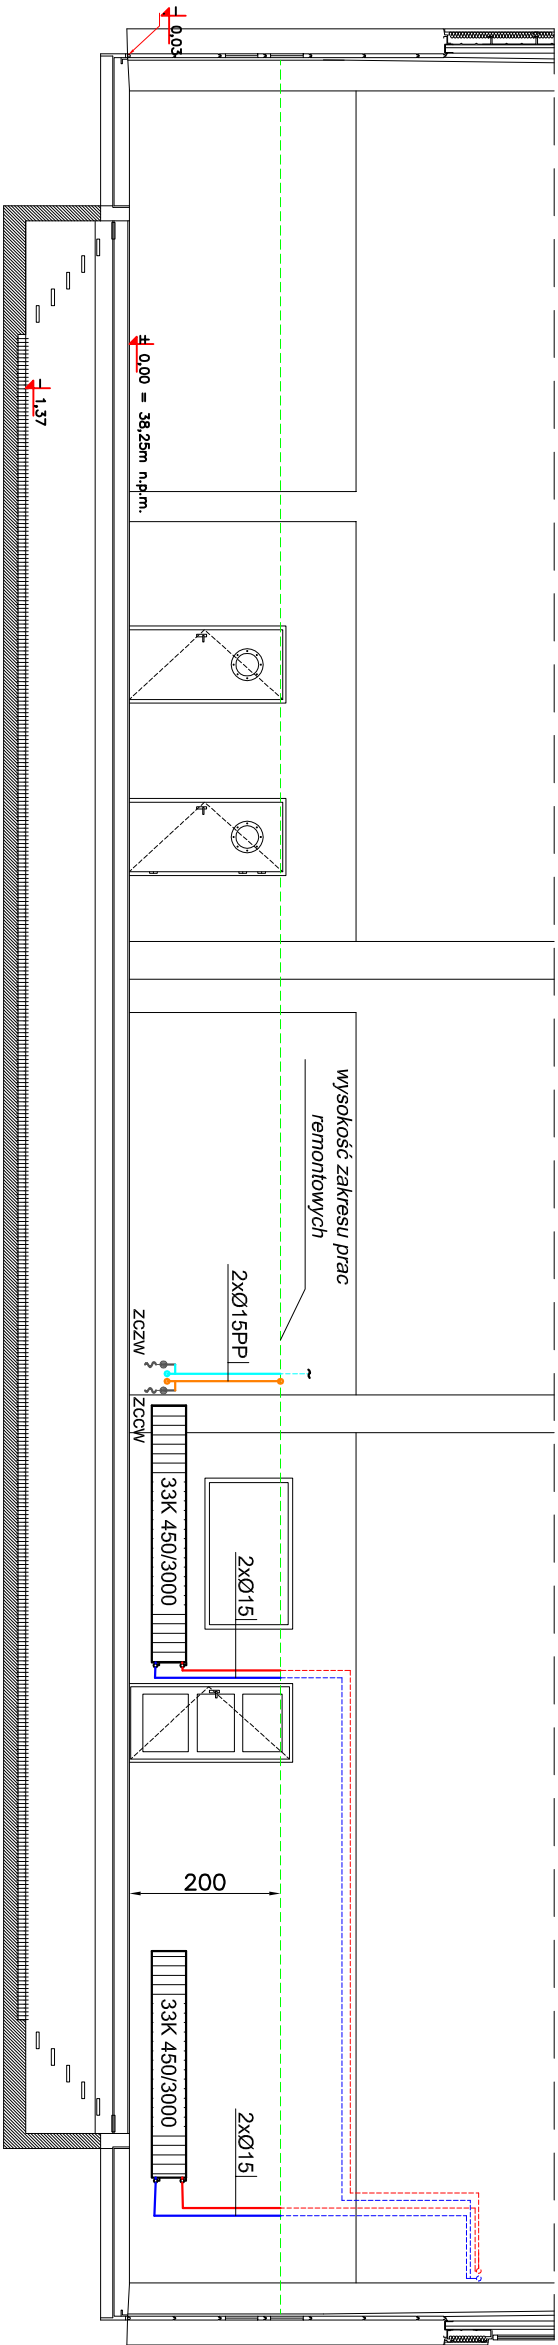 - 0.03
± 0,00 = 38,25m n.p.m.
- 1,37
wysokość zakresu prac
remontowych
2xØ15PP
ZCZW
ZCCW
33K 450/3000
2xØ15
200
33K 450/3000
2xØ15